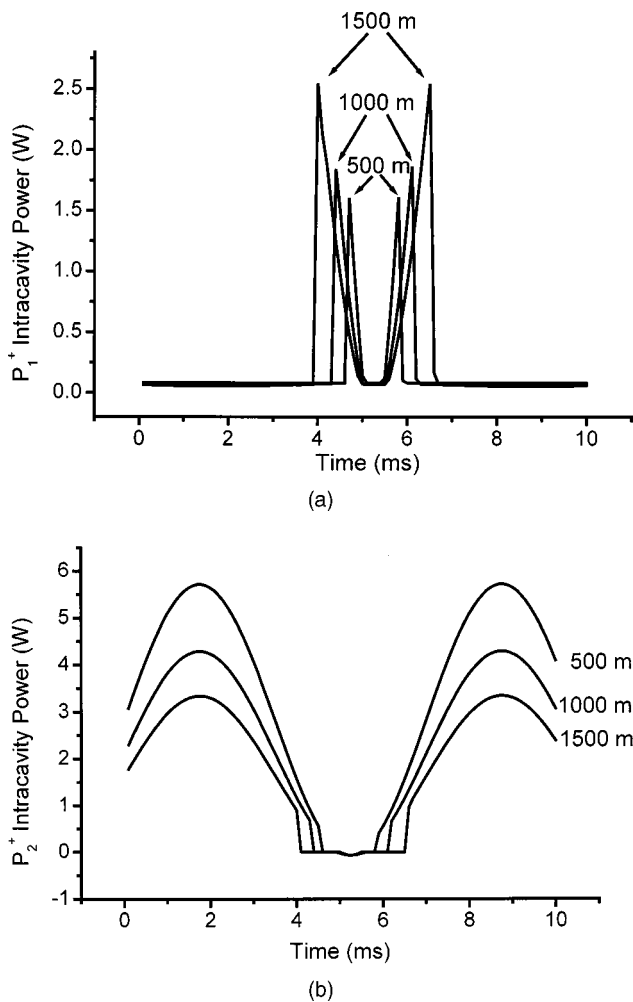 1500 m
2.5
1000 m
2.0
500 m
1.5
1.0
0.5
0.0
P₁⁺ Intracavity Power (W)
0 2 4 6 8 10
Time (ms)
(a)
6
5
4
3
2
1
0
-1
P₂⁺ Intracavity Power (W)
500 m
1000 m
1500 m
0 2 4 6 8 10
Time (ms)
(b)